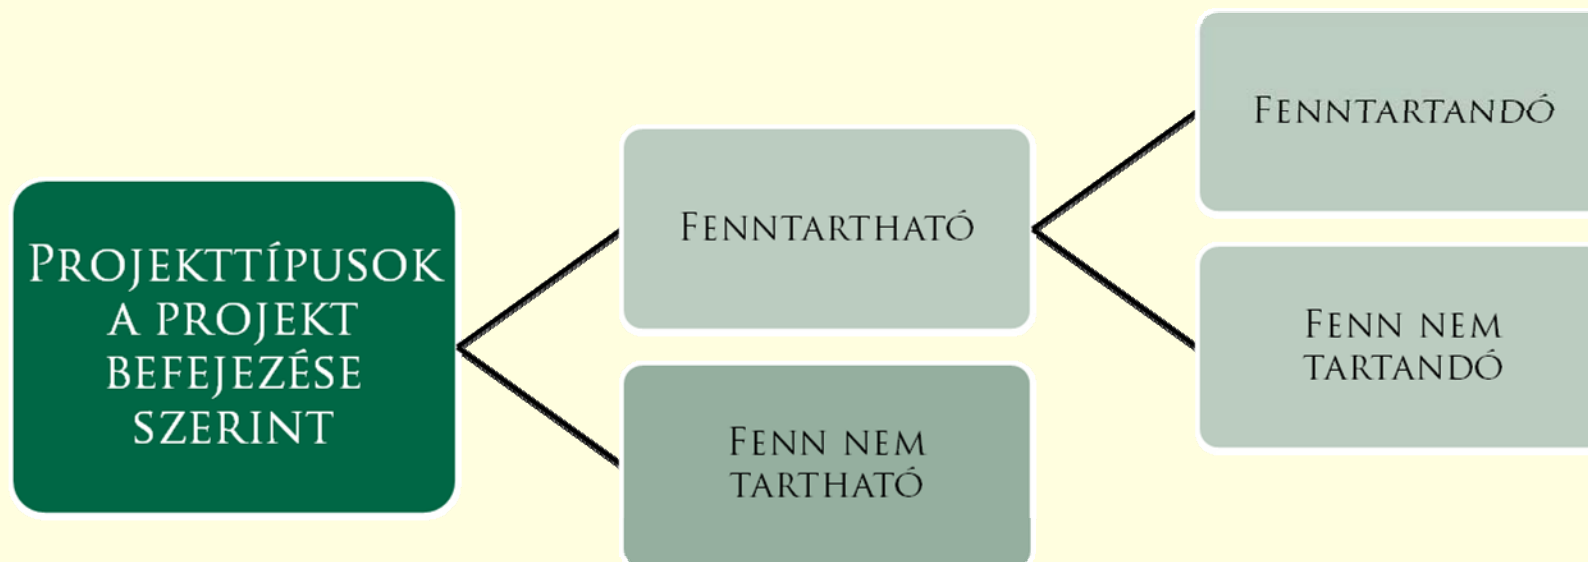 Projekttípusok
a projekt
befejezése
szerint
Fenntartható
Fenn nem
tartható
Fenntartandó
Fenn nem
tartandó